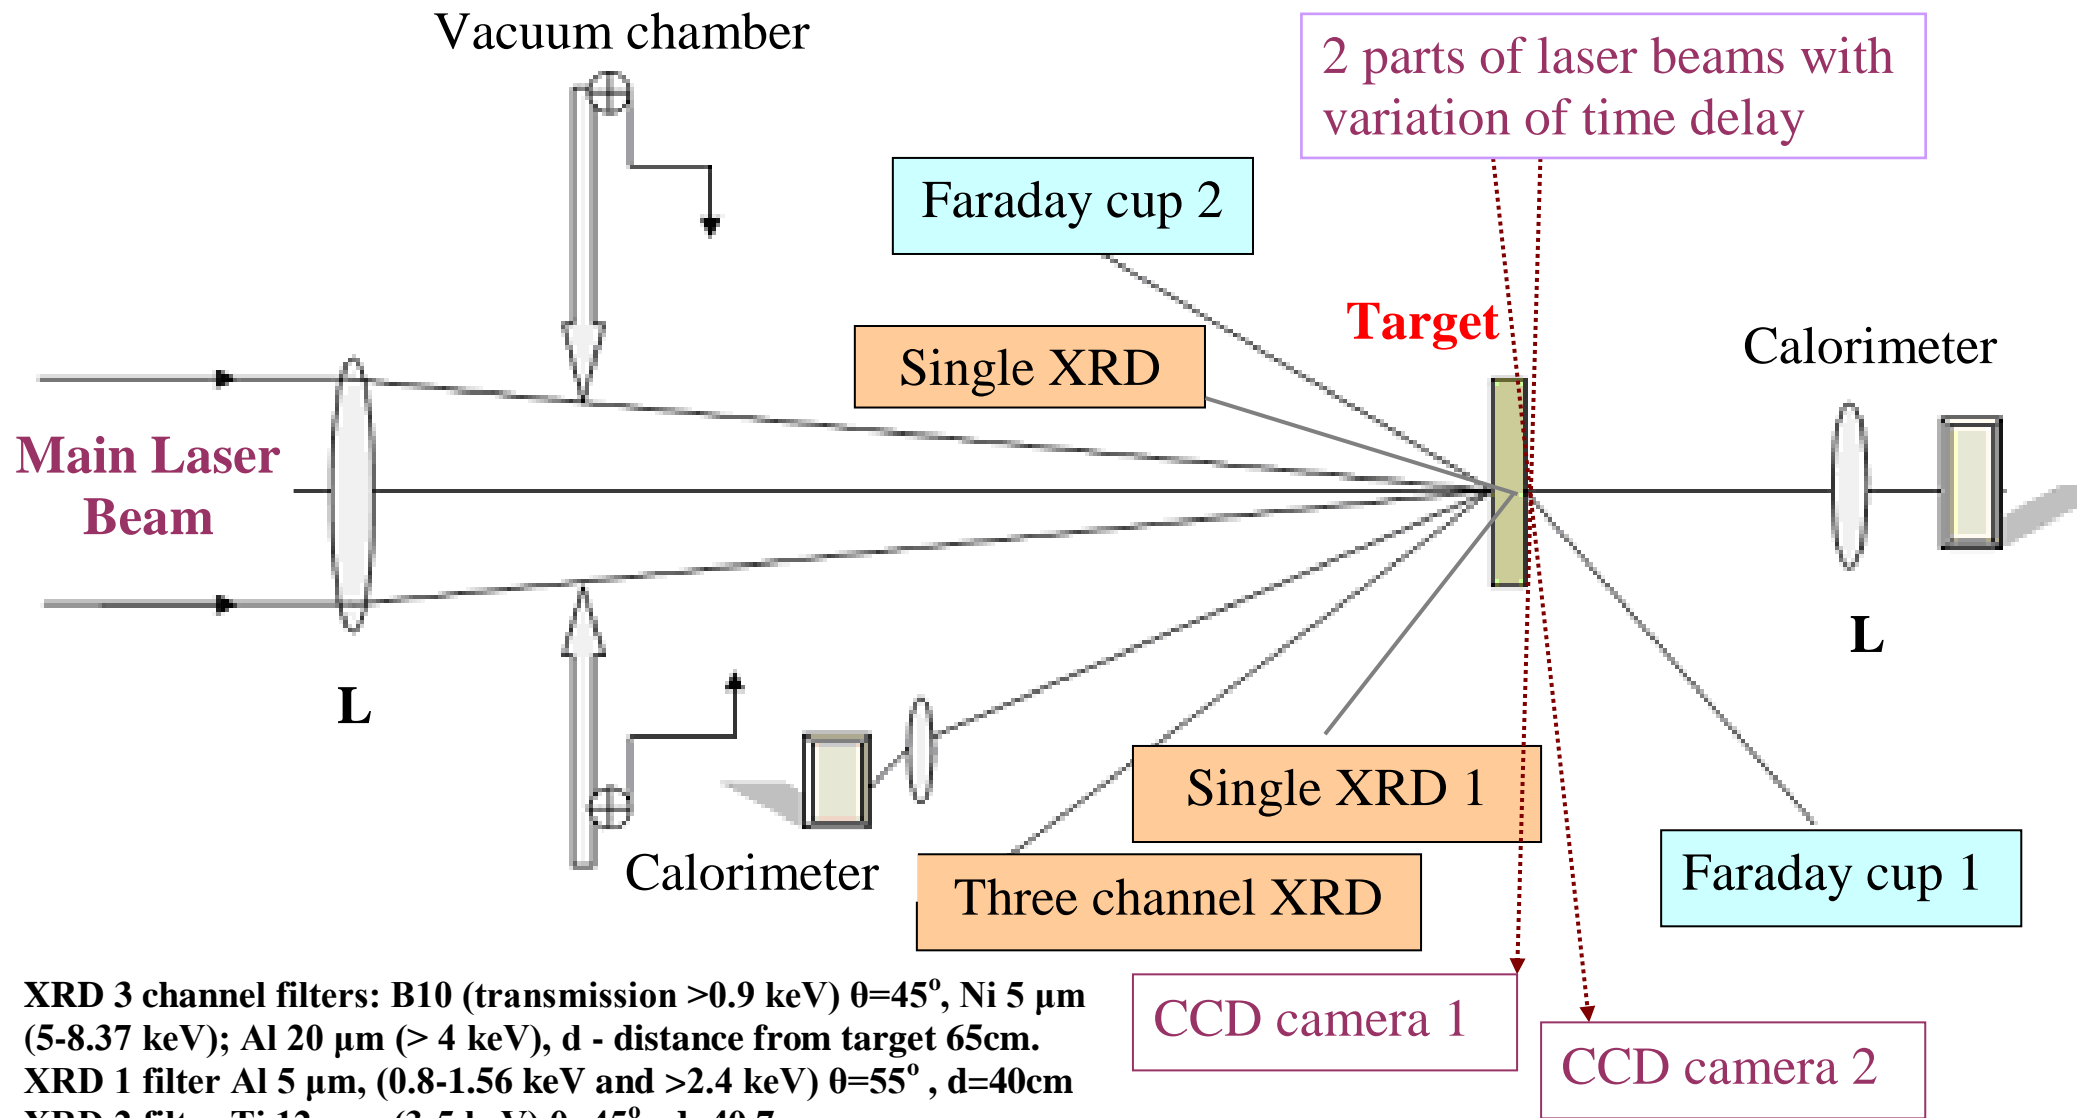 Vacuum chamber
2 parts of laser beams with
variation of time delay
Faraday cup 2
Target
Single XRD
Calorimeter
Main Laser
Beam
L
L
Single XRD 1
Calorimeter
Three channel XRD
Faraday cup 1
XRD 3 channel filters: B10 (transmission >0.9 keV) θ=45°, Ni 5 μm
(5-8.37 keV); Al 20 μm (> 4 keV), d - distance from target 65cm.
XRD 1 filter Al 5 μm, (0.8-1.56 keV and >2.4 keV) θ=55° , d=40cm
CCD camera 1
CCD camera 2